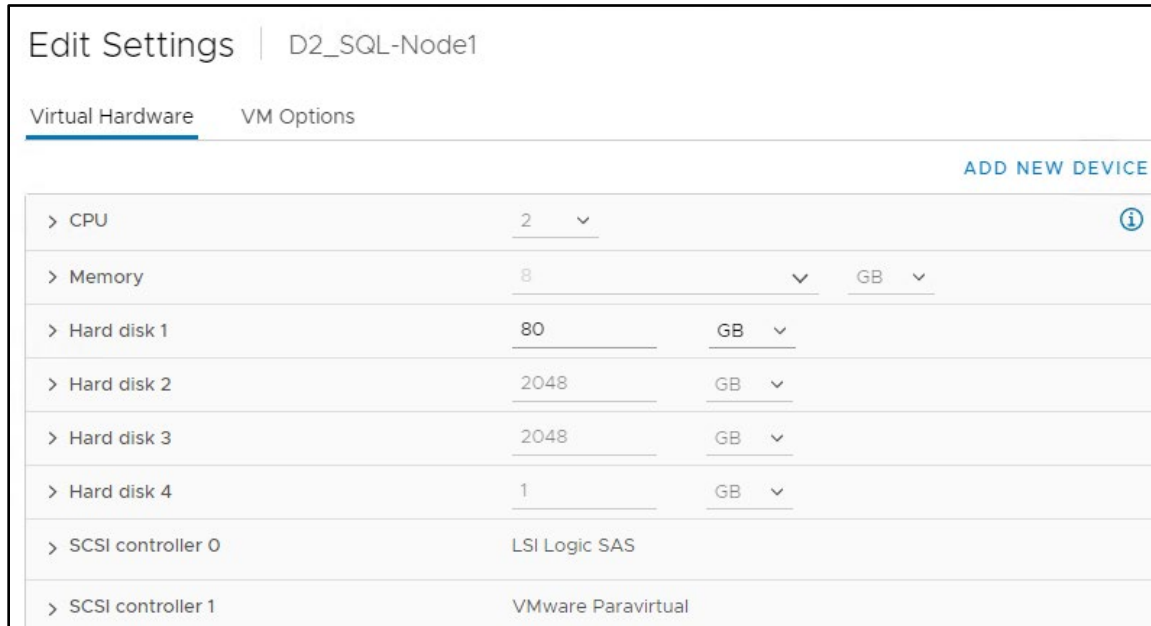 Edit Settings D2_SQL-Node1
Virtual Hardware VM Options
ADD NEW DEVICE
CPU 2
Memory 8 GB
Hard disk 1 80 GB
Hard disk 2 2048 GB
Hard disk 3 2048 GB
Hard disk 4 1 GB
SCSI controller 0 LSI Logic SAS
SCSI controller 1 VMware Paravirtual